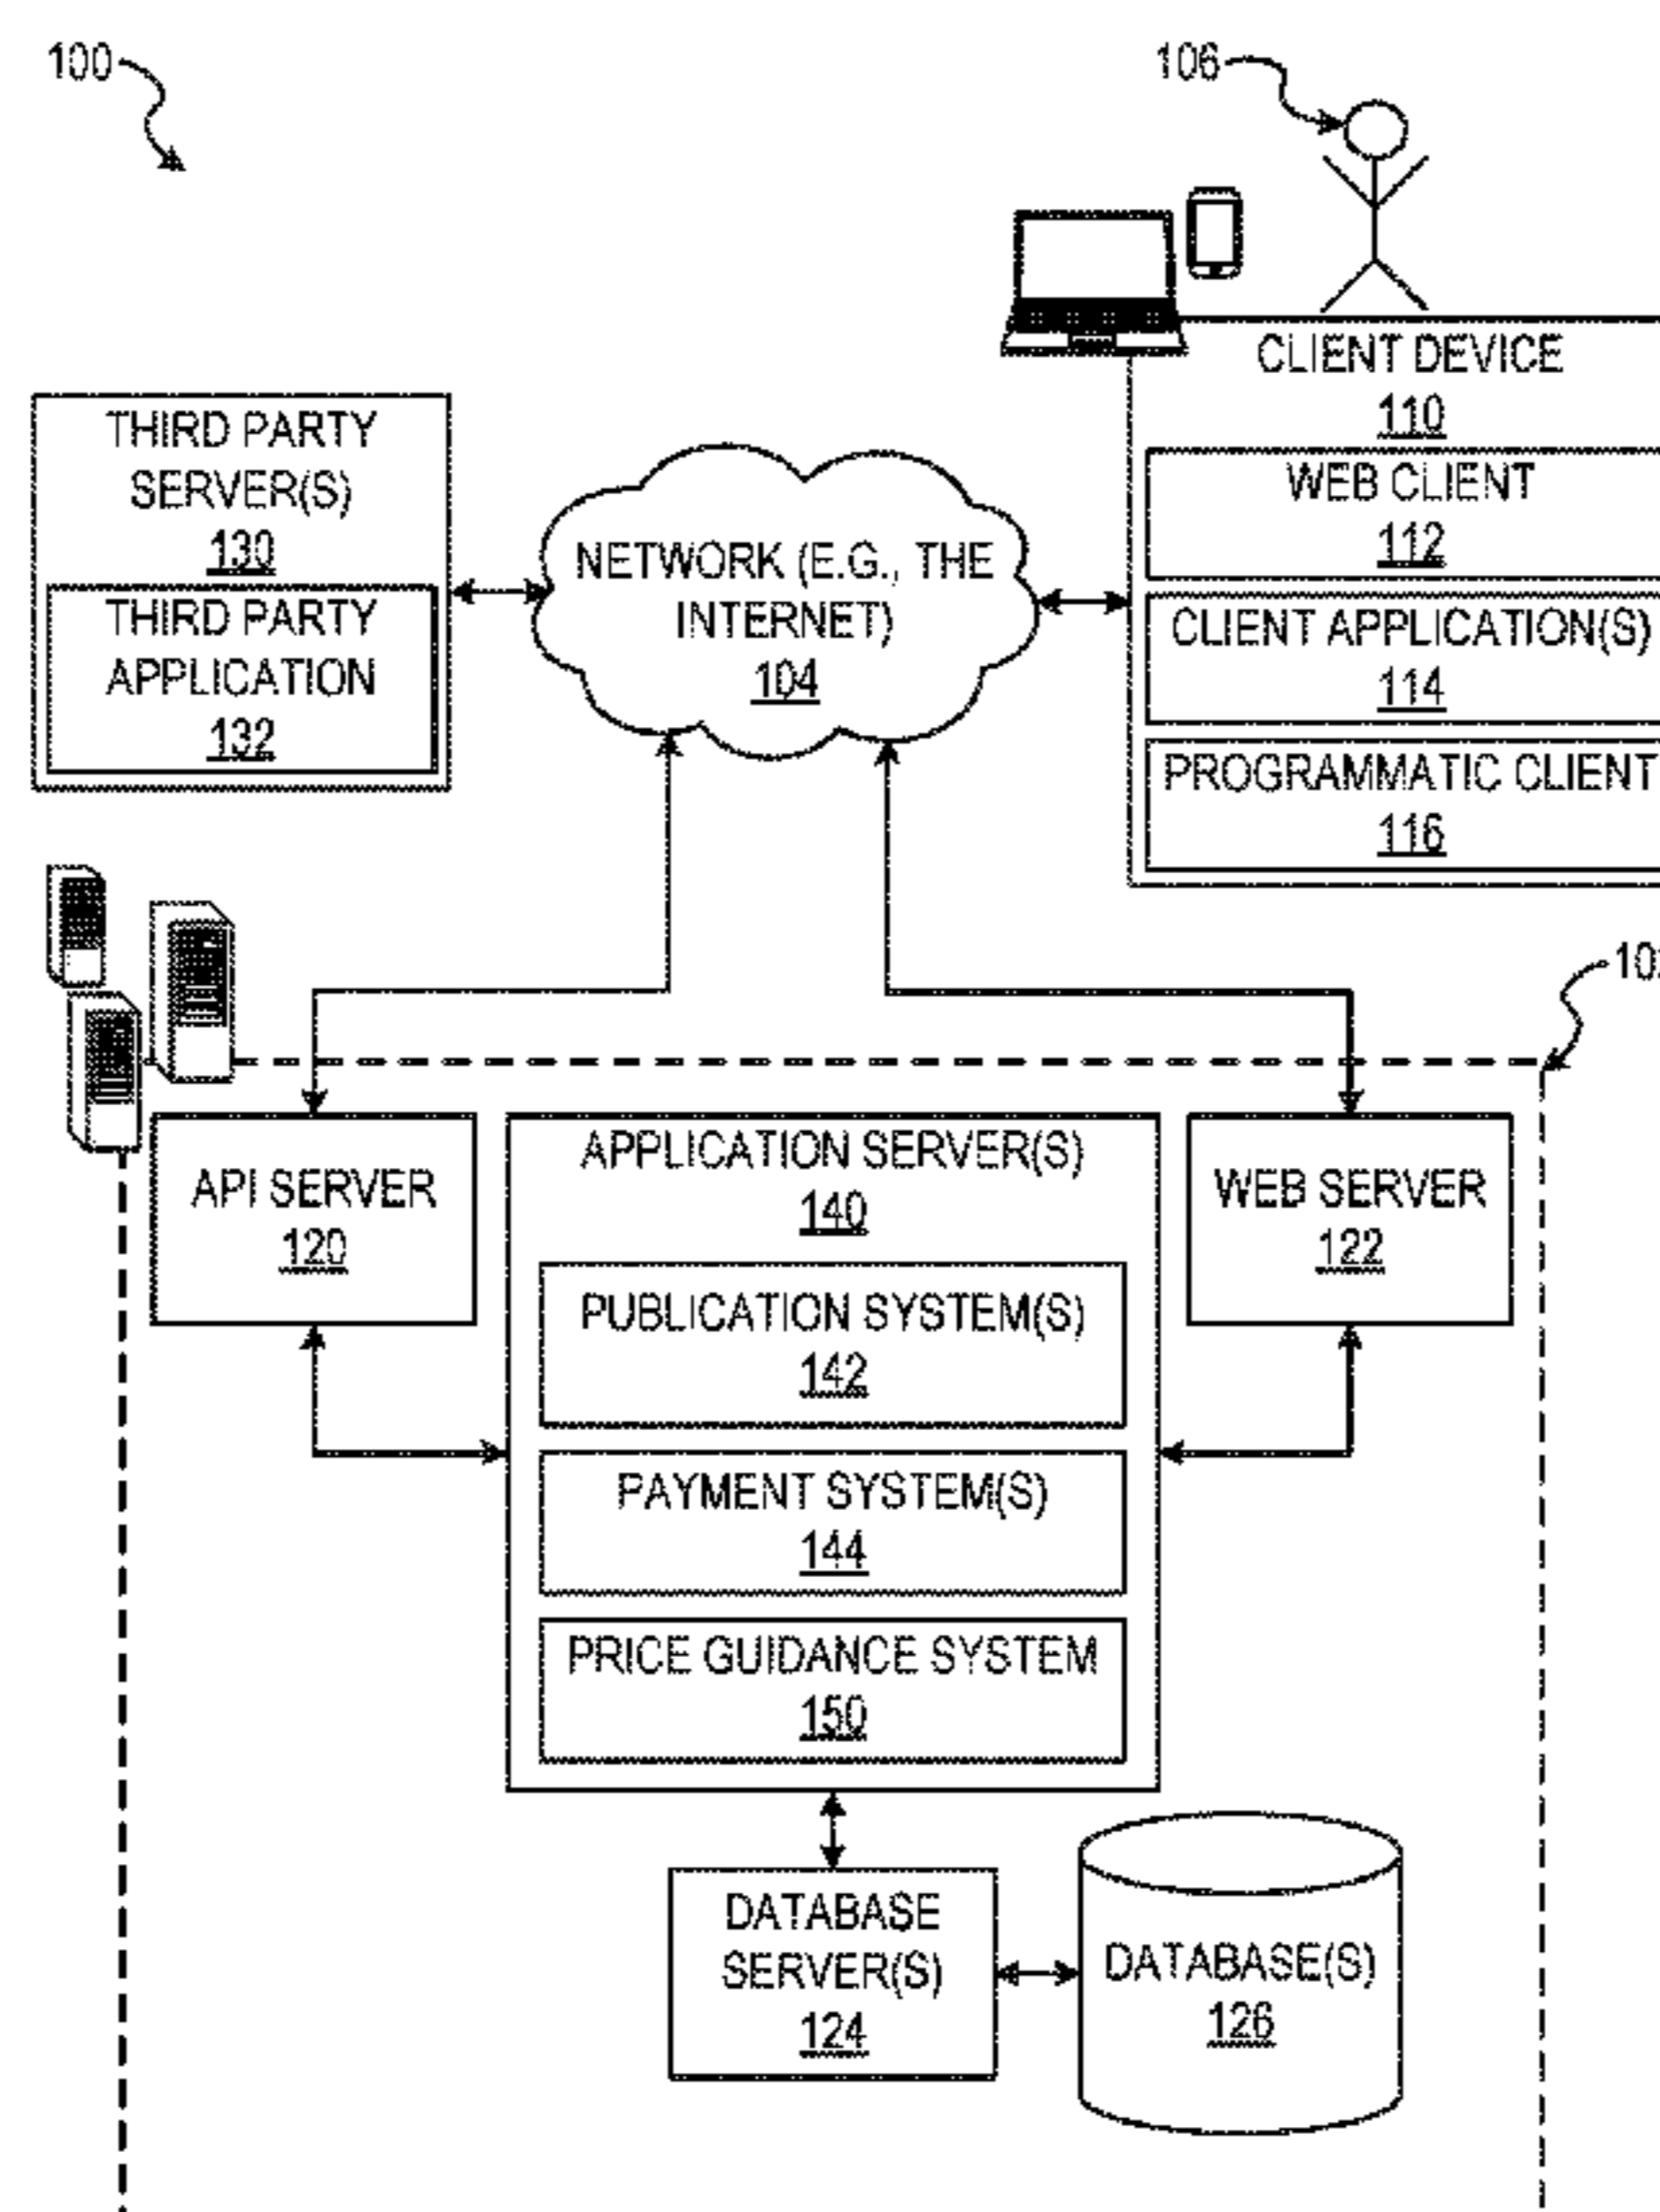 100
106
CLIENT DEVICE
110
WEB CLIENT
112
CLIENT APPLICATION(S)
114
PROGRAMMATIC CLIENT
116
THIRD PARTY
SERVER(S)
130
THIRD PARTY
APPLICATION
132
NETWORK (E.G., THE
INTERNET)
104
API SERVER
120
APPLICATION SERVER(S)
140
PUBLICATION SYSTEM(S)
142
PAYMENT SYSTEM(S)
144
PRICE GUIDANCE SYSTEM
150
WEB SERVER
122
DATABASE
SERVER(S)
124
DATABASE(S)
126